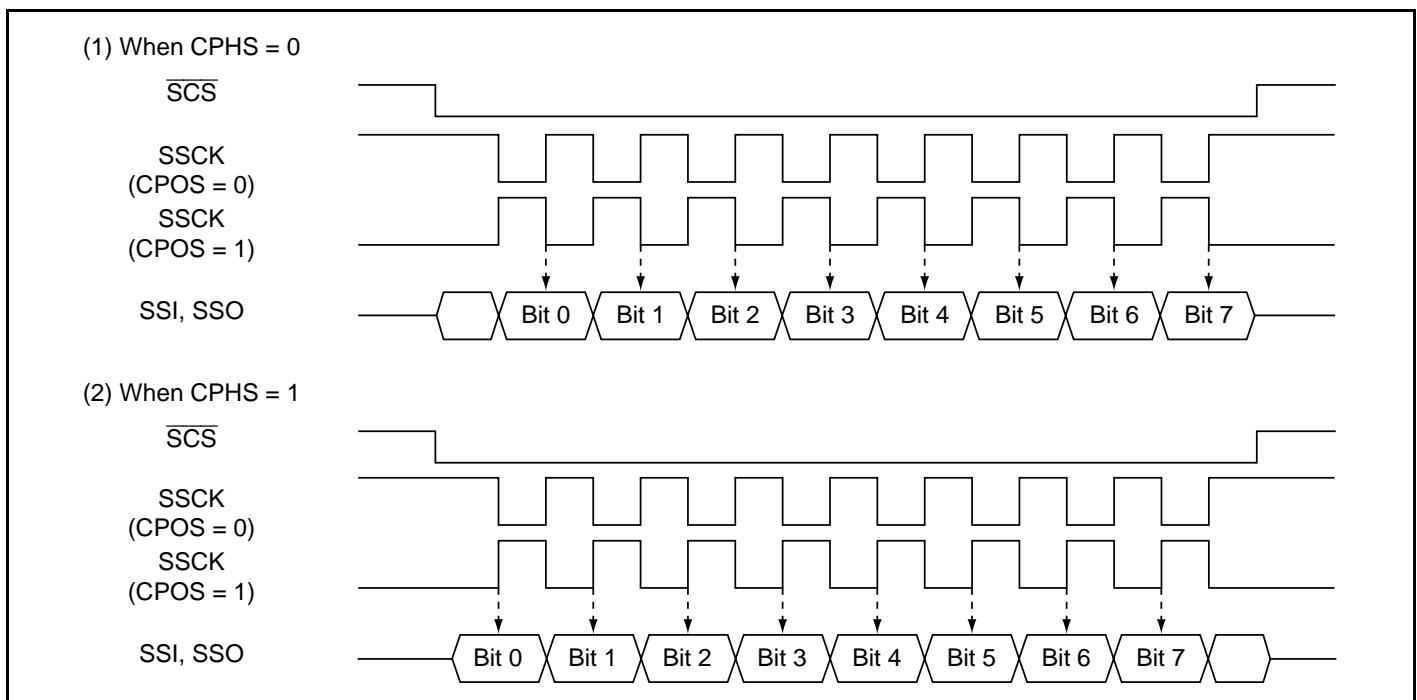 (1) When CPHS = 0
S̅C̅S̅
SSCK
(CPOS = 0)
SSCK
(CPOS = 1)
SSI, SSO
Bit 0 Bit 1 Bit 2 Bit 3 Bit 4 Bit 5 Bit 6 Bit 7
(2) When CPHS = 1
S̅C̅S̅
SSCK
(CPOS = 0)
SSCK
(CPOS = 1)
SSI, SSO
Bit 0 Bit 1 Bit 2 Bit 3 Bit 4 Bit 5 Bit 6 Bit 7